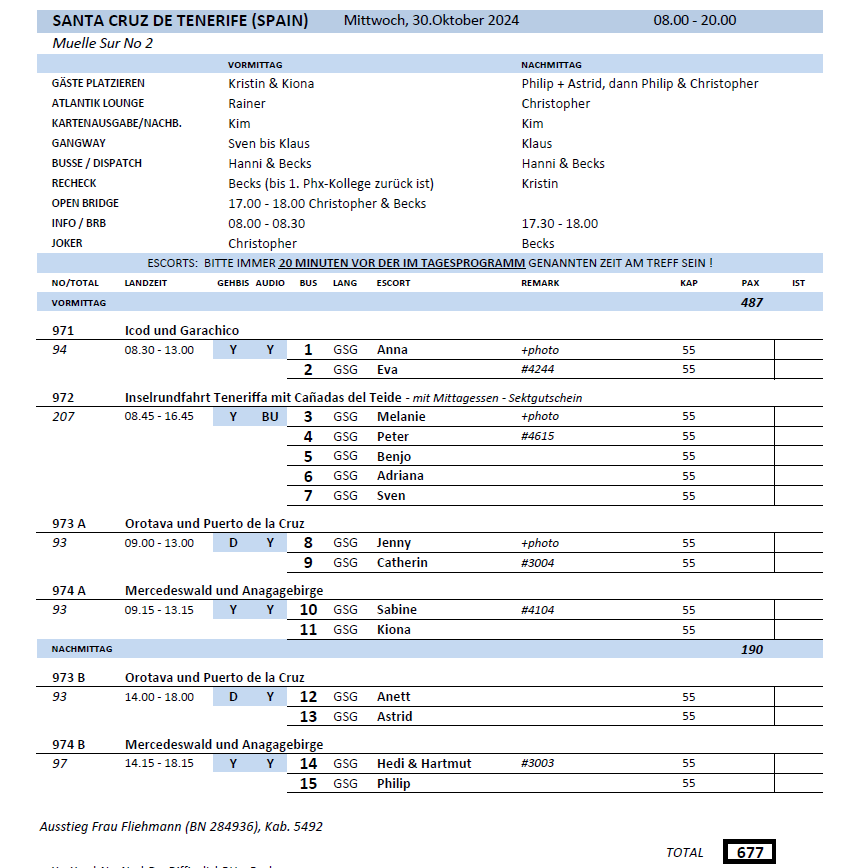 SANTA CRUZ DE TENERIFE (SPAIN) Mittwoch, 30.Oktober 2024 08.00 - 20.00
Muelle Sur No 2
VORMITTAG NACHMITTAG
GÄSTE PLATZIEREN Kristin & Kiona Philip + Astrid, dann Philip & Christopher
ATLANTIK LOUNGE Rainer Christopher
KARTENAUSGABE/NACHB. Kim Kim
GANGWAY Sven bis Klaus Klaus
BUSSE / DISPATCH Hanni & Becks Hanni & Becks
RECHECK Becks (bis 1. Phx-Kollege zurück ist) Kristin
OPEN BRIDGE 17.00 - 18.00 Christopher & Becks
INFO / BRB 08.00 - 08.30 17.30 - 18.00
JOKER Christopher Becks
ESCORTS: BITTE IMMER 20 MINUTEN VOR DER IM TAGESPROGRAMM GENANNTEN ZEIT AM TREFF SEIN !
NO/TOTAL LANDZEIT GEHBIS AUDIO BUS LANG ESCORT REMARK KAP PAX IST
VORMITTAG 487
971 Icod und Garachico
94 08.30 - 13.00 Y Y 1 GSG Anna +photo 55
2 GSG Eva #4244 55
972 Inselrundfahrt Teneriffa mit Cañadas del Teide - mit Mittagessen - Sektgutschein
207 08.45 - 16.45 Y BU 3 GSG Melanie +photo 55
4 GSG Peter #4615 55
5 GSG Benjo 55
6 GSG Adriana 55
7 GSG Sven 55
973 A Orotava und Puerto de la Cruz
93 09.00 - 13.00 D Y 8 GSG Jenny +photo 55
9 GSG Catherin #3004 55
974 A Mercedeswald und Anagagebirge
93 09.15 - 13.15 Y Y 10 GSG Sabine #4104 55
11 GSG Kiona 55
NACHMITTAG 190
973 B Orotava und Puerto de la Cruz
93 14.00 - 18.00 D Y 12 GSG Anett 55
13 GSG Astrid 55
974 B Mercedeswald und Anagagebirge
97 14.15 - 18.15 Y Y 14 GSG Hedi & Hartmut #3003 55
15 GSG Philip 55
Ausstieg Frau Fliehmann (BN 284936), Kab. 5492
TOTAL 677